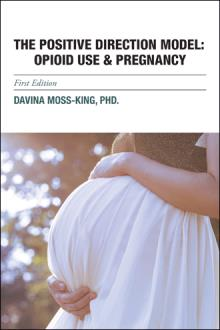 THE POSITIVE DIRECTION MODEL:
OPIOID USE & PREGNANCY
First Edition
DAVINA MOSS-KING, PHD.